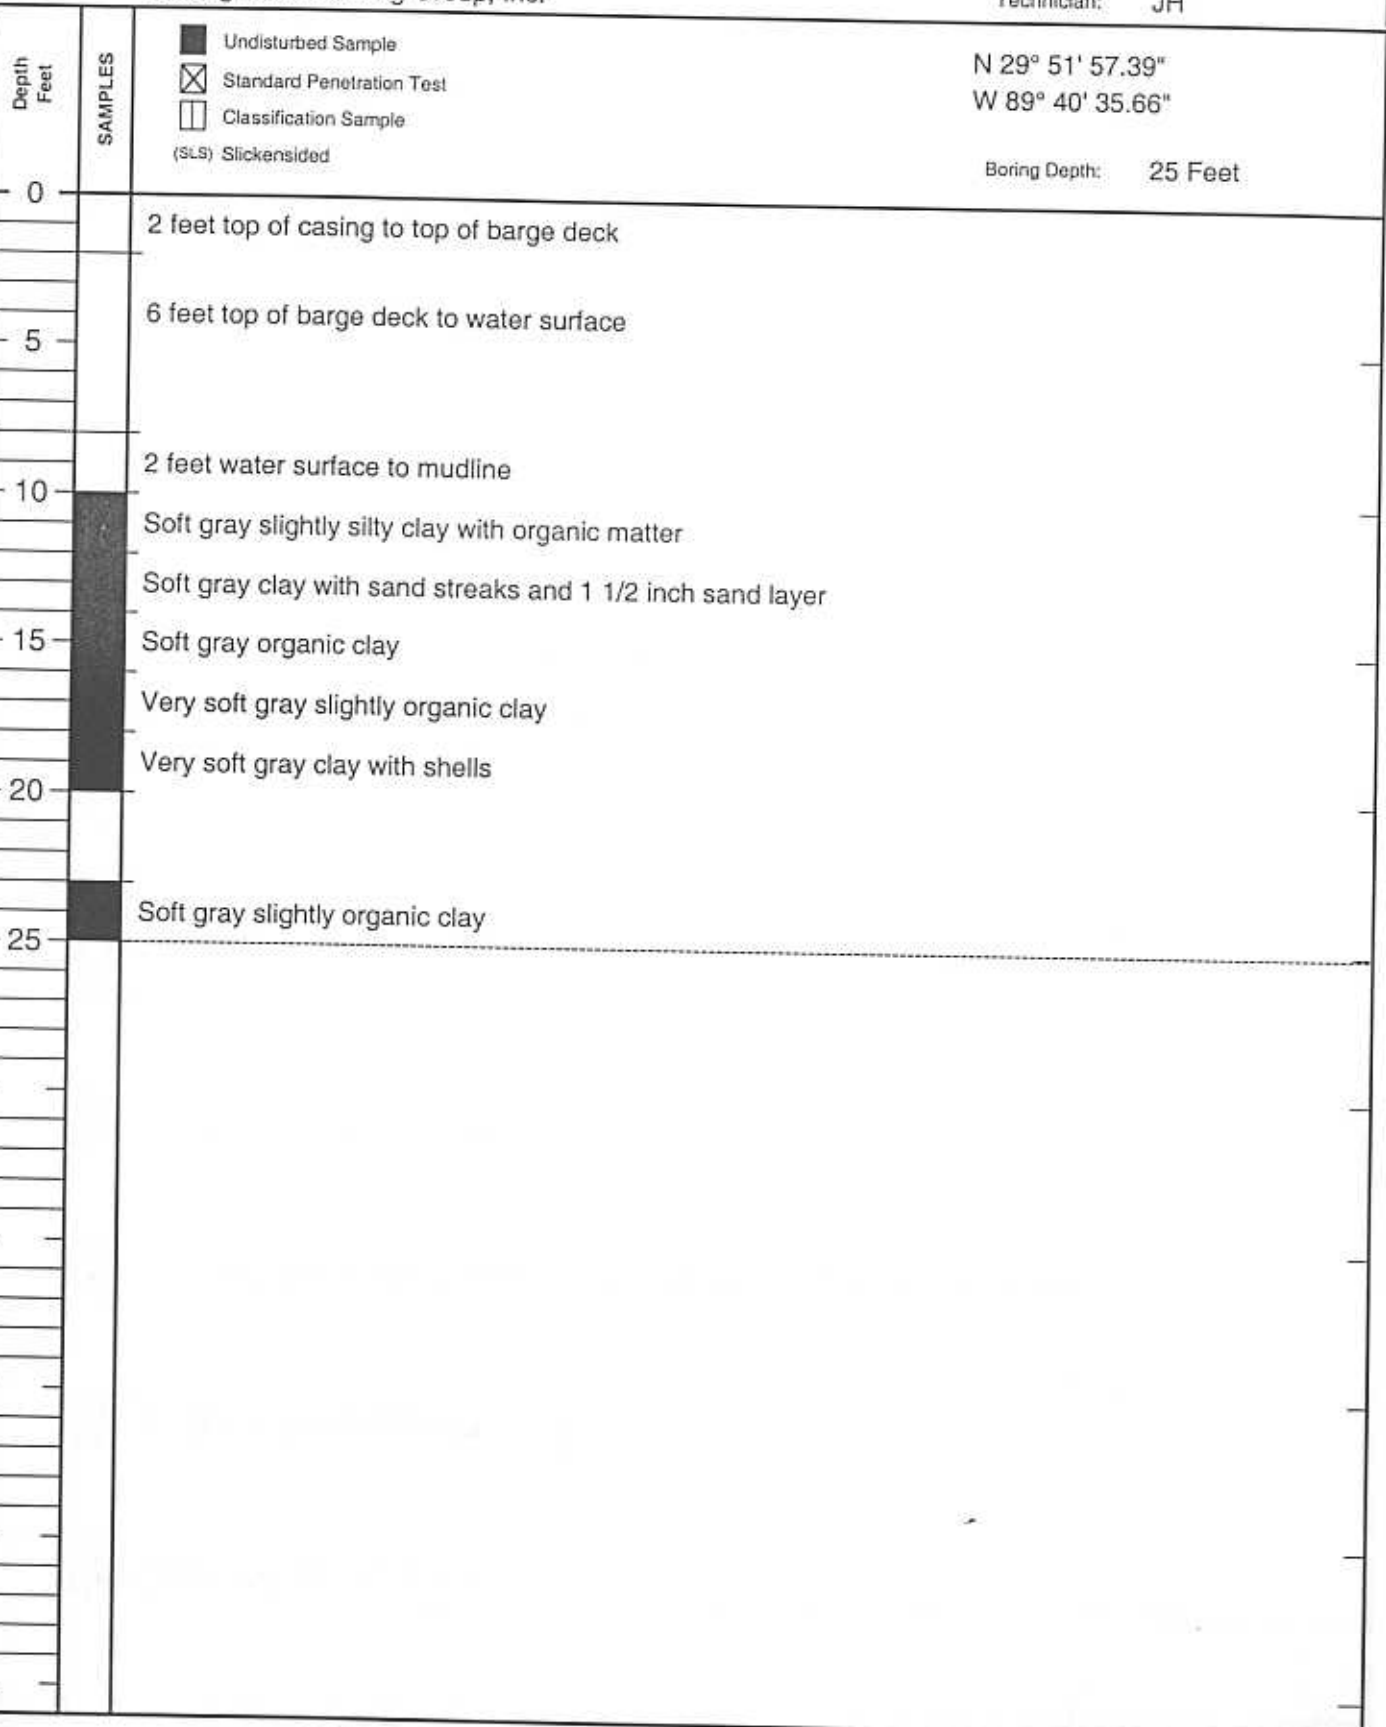 Technician: JH
Depth Feet
SAMPLES
Undisturbed Sample
Standard Penetration Test
Classification Sample
(SLS) Slickensided
N 29° 51' 57.39"
W 89° 40' 35.66"
Boring Depth: 25 Feet
0
2 feet top of casing to top of barge deck
6 feet top of barge deck to water surface
5
2 feet water surface to mudline
10
Soft gray slightly silty clay with organic matter
Soft gray clay with sand streaks and 1 1/2 inch sand layer
15
Soft gray organic clay
Very soft gray slightly organic clay
Very soft gray clay with shells
20
Soft gray slightly organic clay
25